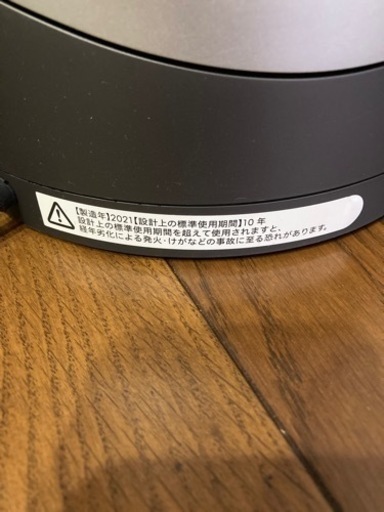 【製造年】2021【設計上の標準使用期間】10年
設計上の標準使用期間を超えて使用されますと、
経年劣化による発火・けがなどの事故に至る恐れがあります。